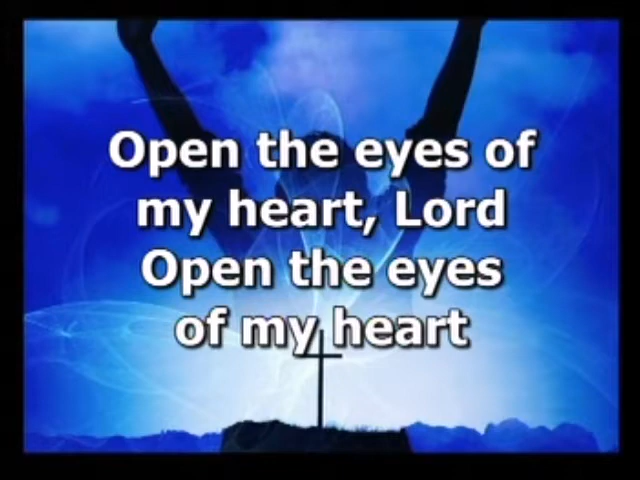 Open the eyes of
my heart, Lord
Open the eyes
of my heart